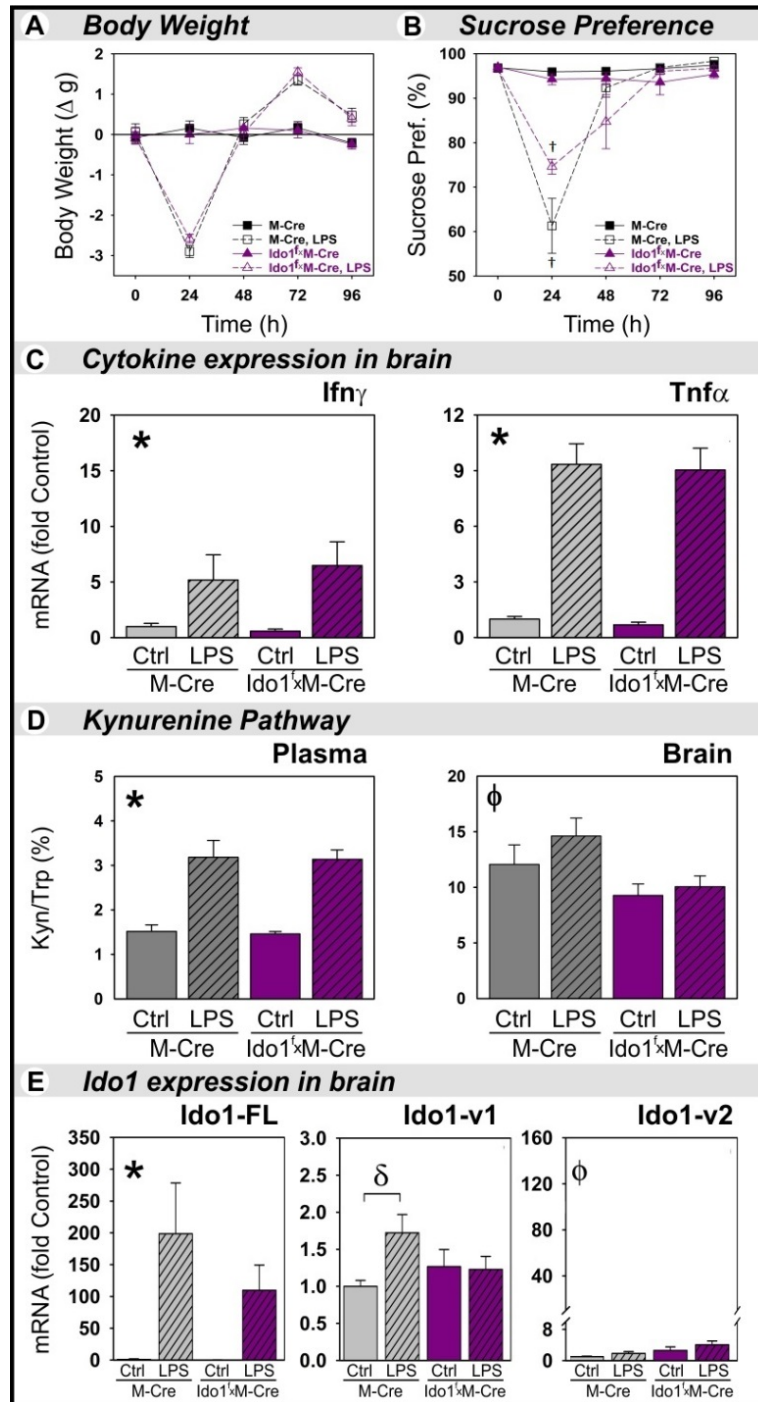 A Body Weight
B Sucrose Preference
Body Weight (Δ g)
2
1
0
-1
-2
-3
M-Cre
M-Cre, LPS
Ido1fxM-Cre
Ido1fxM-Cre, LPS
0 24 48 72 96
Time (h)
Sucrose Pref. (%)
100
90
80
70
60
50
†
†
M-Cre
M-Cre, LPS
Ido1fxM-Cre
Ido1fxM-Cre, LPS
0 24 48 72 96
Time (h)
C Cytokine expression in brain
Ifnγ
mRNA (fold Control)
20
15
10
5
0
*
Ctrl LPS Ctrl LPS
M-Cre Ido1fxM-Cre
Tnfα
12
9
6
3
0
*
Ctrl LPS Ctrl LPS
M-Cre Ido1fxM-Cre
D Kynurenine Pathway
Plasma
Kyn/Trp (%)
5
4
3
2
1
0
*
Ctrl LPS Ctrl LPS
M-Cre Ido1fxM-Cre
Brain
20
15
10
5
0
ϕ
Ctrl LPS Ctrl LPS
M-Cre Ido1fxM-Cre
E Ido1 expression in brain
Ido1-FL
mRNA (fold Control)
350
300
250
200
150
100
50
0
*
Ctrl LPS Ctrl LPS
M-Cre Ido1fxM-Cre
Ido1-v1
3.0
2.5
2.0
1.5
1.0
0.5
0.0
δ
Ctrl LPS Ctrl LPS
M-Cre Ido1fxM-Cre
Ido1-v2
160
120
80
40
8
0
ϕ
Ctrl LPS Ctrl LPS
M-Cre Ido1fxM-Cre